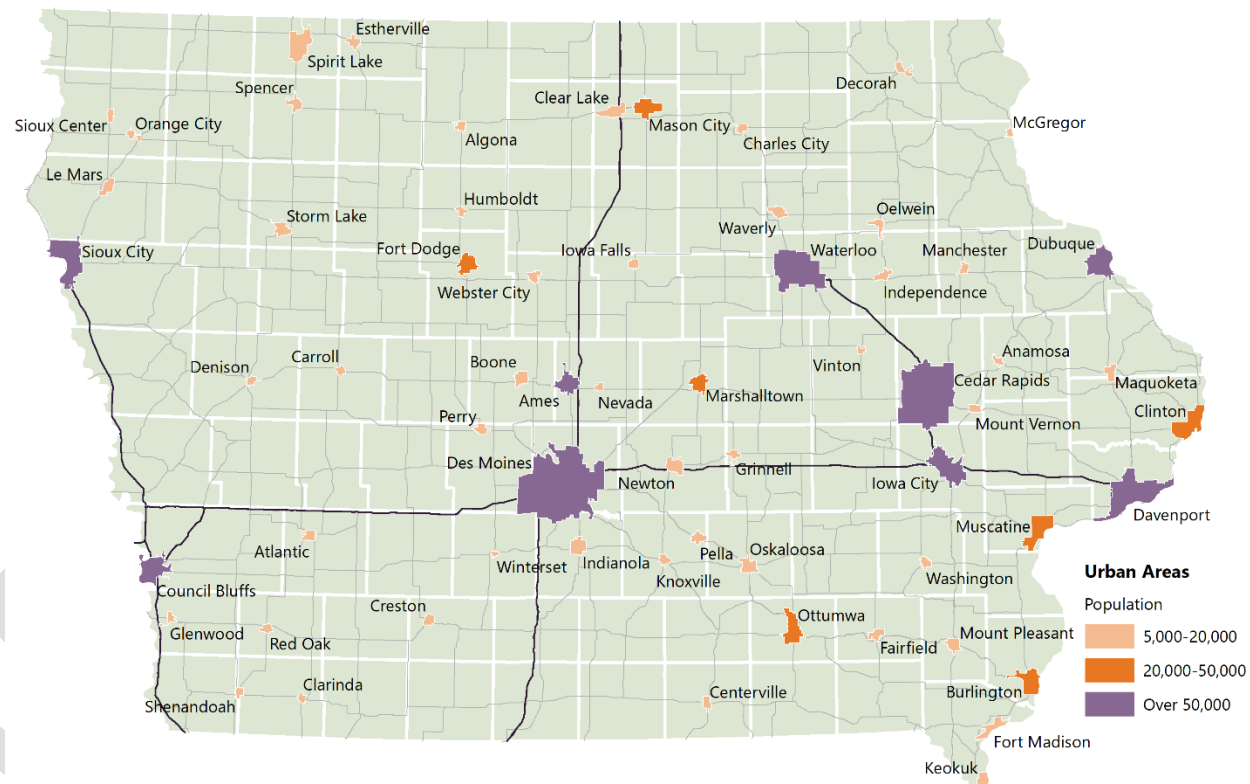 Estherville
Spirit Lake
Spencer
Decorah
Clear Lake
Mason City
McGregor
Sioux Center
Orange City
Algona
Charles City
Le Mars
Humboldt
Storm Lake
Oelwein
Waverly
Fort Dodge
Iowa Falls
Waterloo
Manchester
Dubuque
Sioux City
Webster City
Independence
Denison
Carroll
Boone
Vinton
Anamosa
Ames
Nevada
Marshalltown
Cedar Rapids
Maquoketa
Perry
Mount Vernon
Clinton
Des Moines
Newton
Grinnell
Iowa City
Davenport
Muscatine
Atlantic
Winterset
Indianola
Pella
Oskaloosa
Knoxville
Washington
Council Bluffs
Creston
Glenwood
Red Oak
Ottumwa
Fairfield
Mount Pleasant
Shenandoah
Clarinda
Centerville
Burlington
Fort Madison
Keokuk
Urban Areas
Population
5,000-20,000
20,000-50,000
Over 50,000